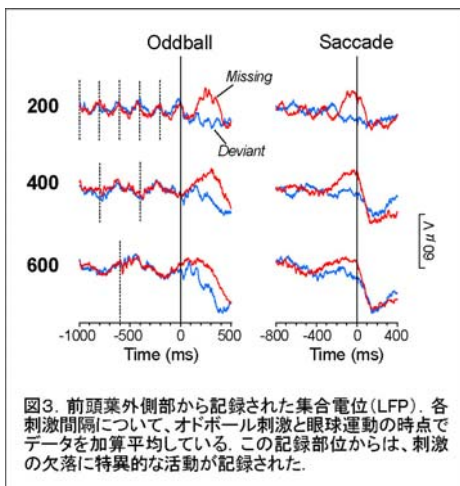 Oddball Saccade
Missing
200
Deviant
400
60 μ V
600
-1000 -500 0 500 -800 -400 0 400
Time (ms) Time (ms)
図3. 前頭葉外側部から記録された集合電位(LFP). 各
刺激間隔について、オドボール刺激と眼球運動の時点で
データを加算平均している. この記録部位からは、刺激
の欠落に特異的な活動が記録された.